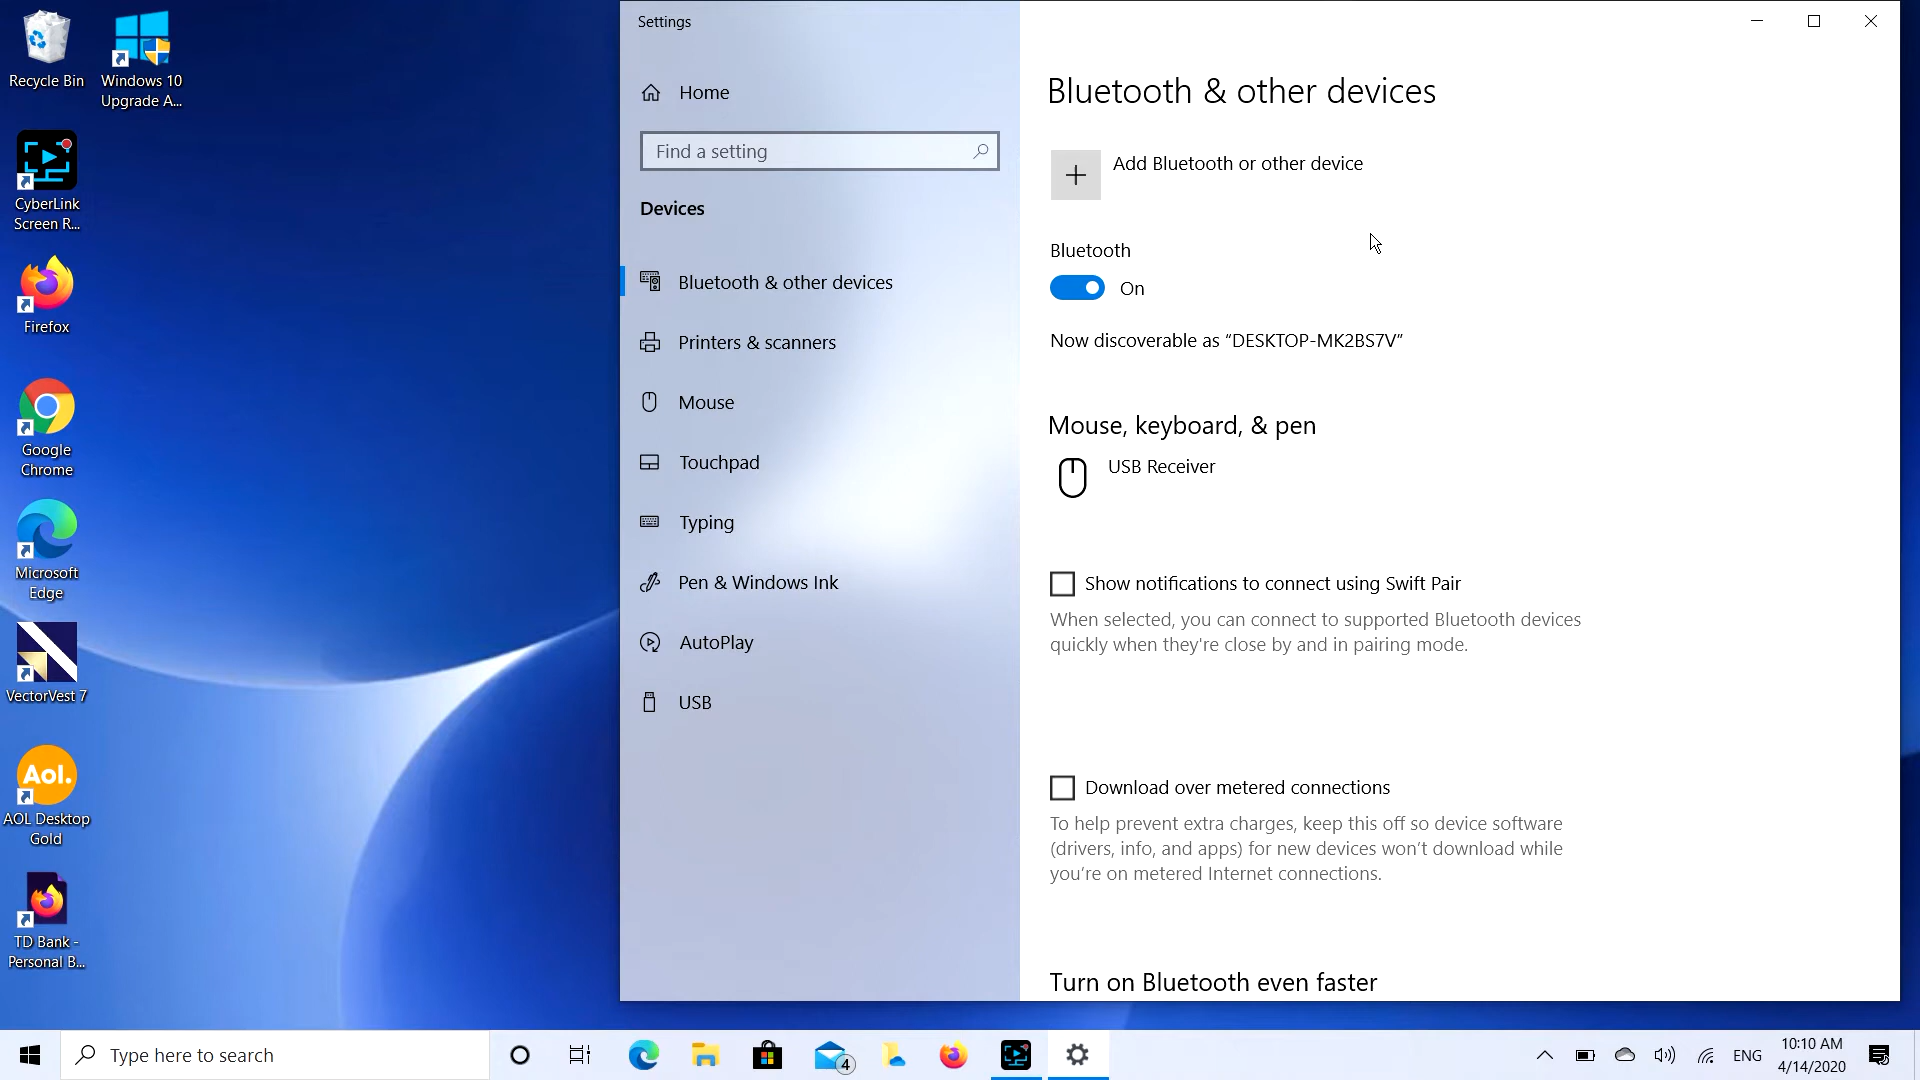 Recycle Bin
Windows 10
Upgrade A...
CyberLink
Screen R...
Firefox
Google
Chrome
Microsoft
Edge
VectorVest 7
Aol.
AOL Desktop
Gold
TD Bank -
Personal B...
Settings
Home
Find a setting
Devices
Bluetooth & other devices
Printers & scanners
Mouse
Touchpad
Typing
Pen & Windows Ink
AutoPlay
USB
Bluetooth & other devices
Add Bluetooth or other device
Bluetooth
On
Now discoverable as “DESKTOP-MK2BS7V”
Mouse, keyboard, & pen
USB Receiver
Show notifications to connect using Swift Pair
When selected, you can connect to supported Bluetooth devices
quickly when they're close by and in pairing mode.
Download over metered connections
To help prevent extra charges, keep this off so device software
(drivers, info, and apps) for new devices won’t download while
you’re on metered Internet connections.
Turn on Bluetooth even faster
Type here to search
4
ENG
10:10 AM
4/14/2020